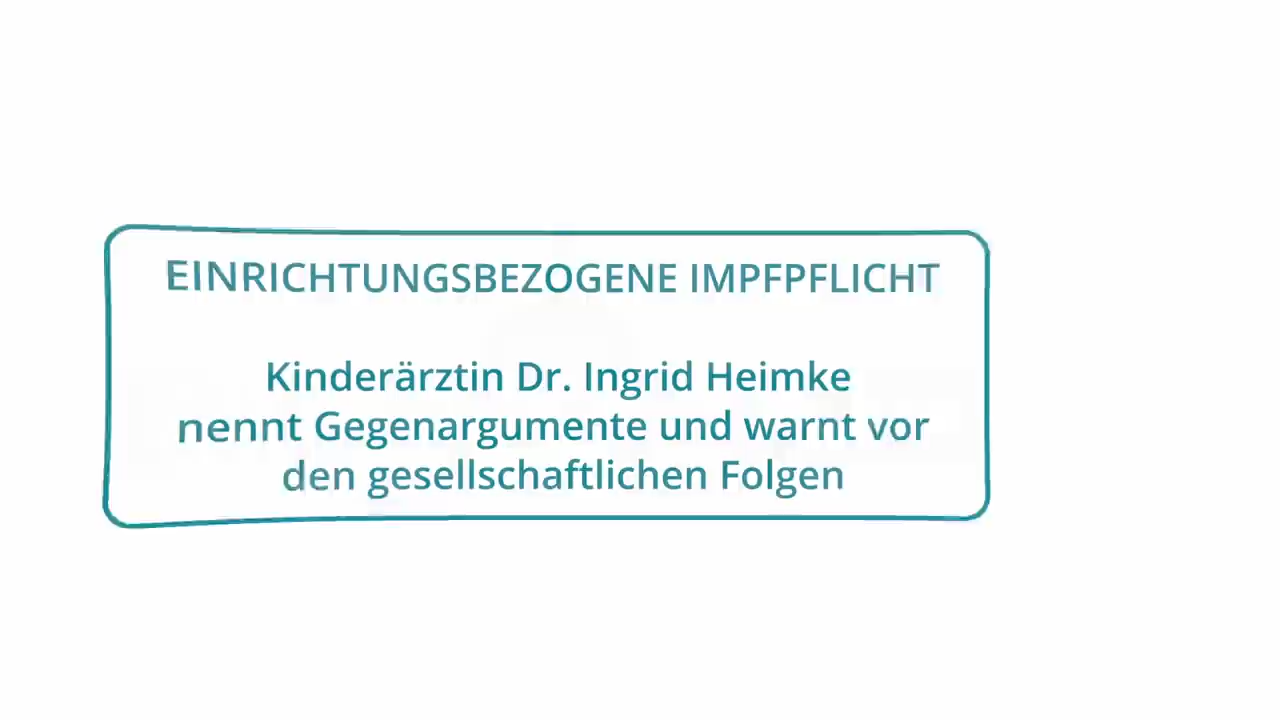 EINRICHTUNGSBEZOGENE IMPFPFLICHT
Kinderärztin Dr. Ingrid Heimke
nennt Gegenargumente und warnt vor
den gesellschaftlichen Folgen